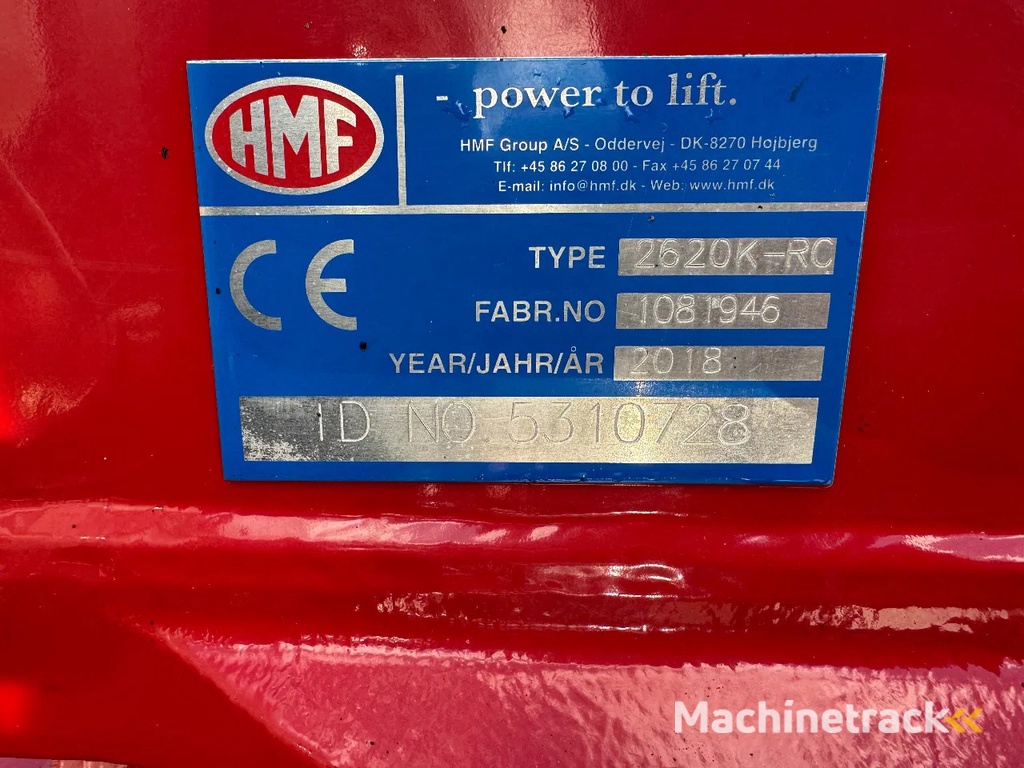 HMF
- power to lift.
HMF Group A/S - Oddervej - DK-8270 Hojbjerg
Tlf: +45 86 27 08 00 - Fax +45 86 27 07 44
E-mail: info@hmf.dk - Web: www.hmf.dk
CE
TYPE 2620K-RC
FABR.NO 1081946
YEAR/JAHR/ÅR 2018
ID NO 5310728
Machinetrack